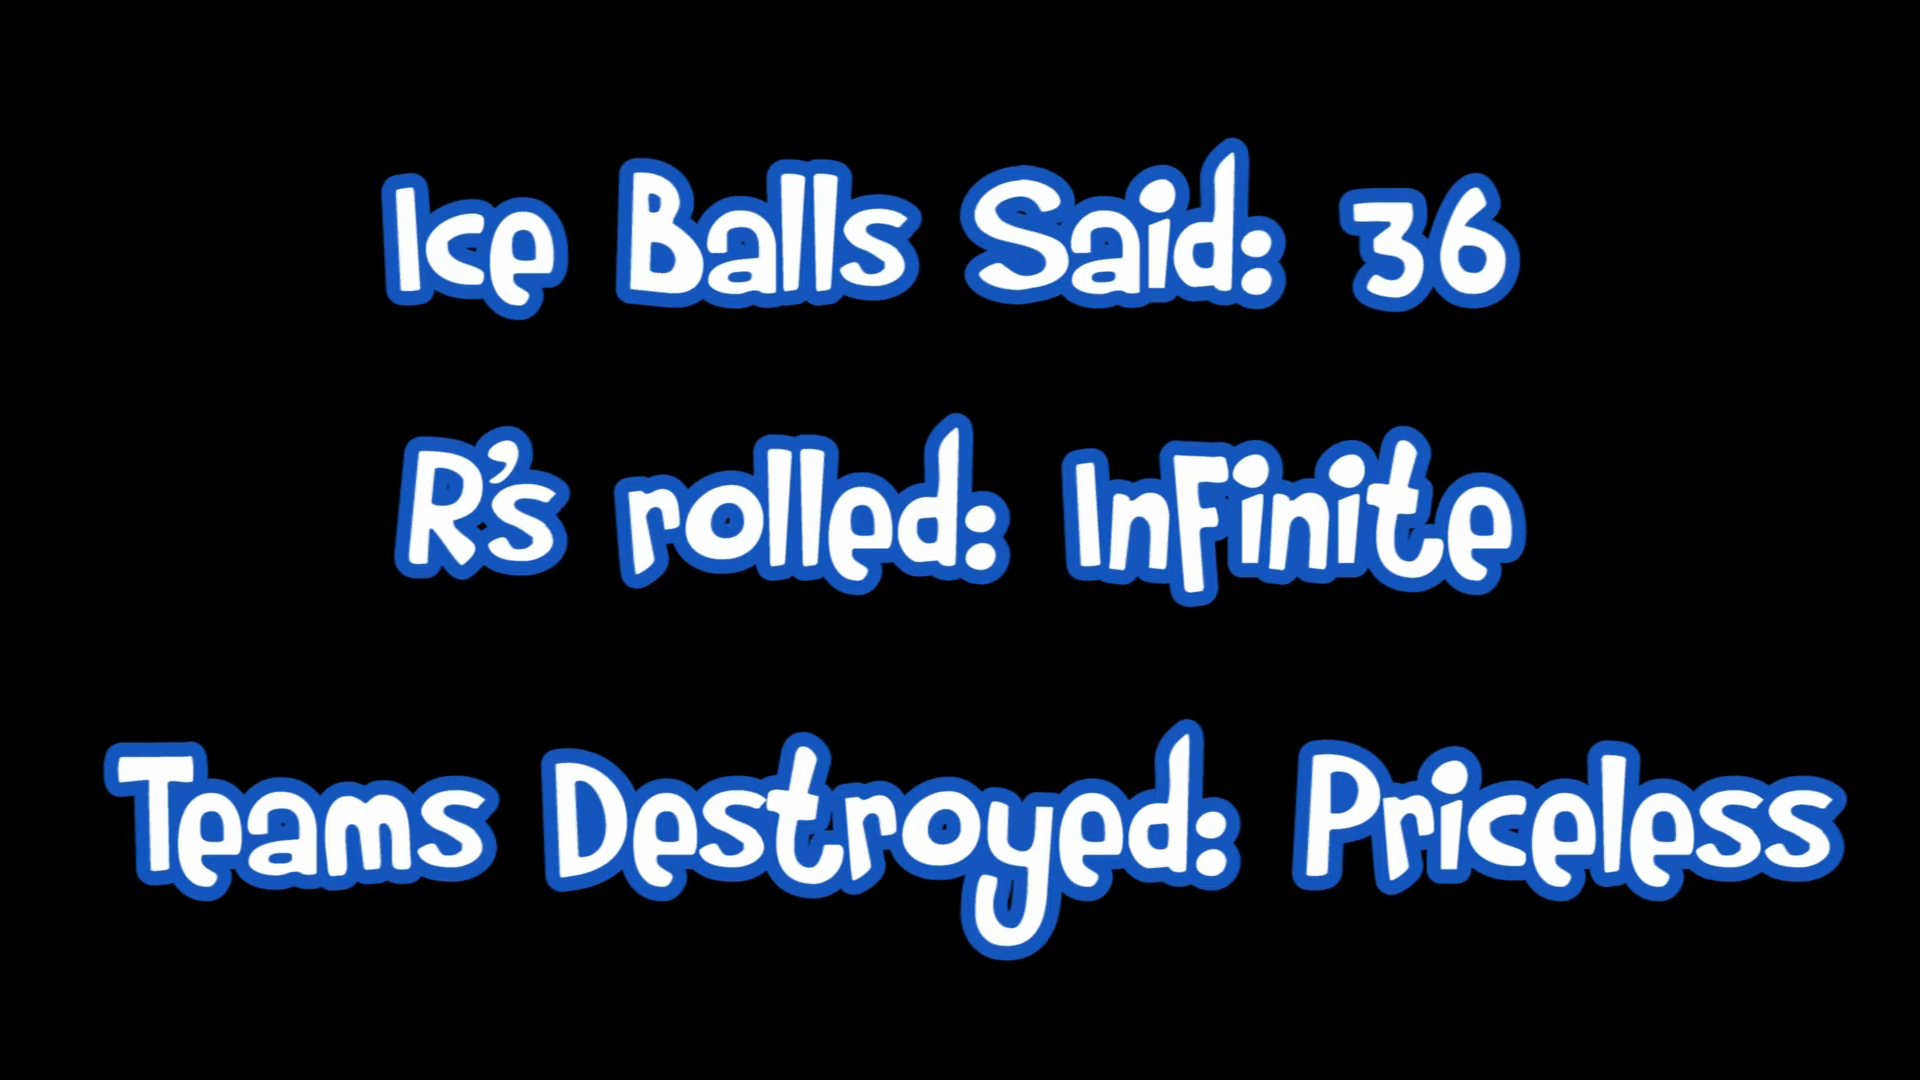 Ice Balls Said: 36
R's rolled: Infinite
Teams Destroyed: Priceless